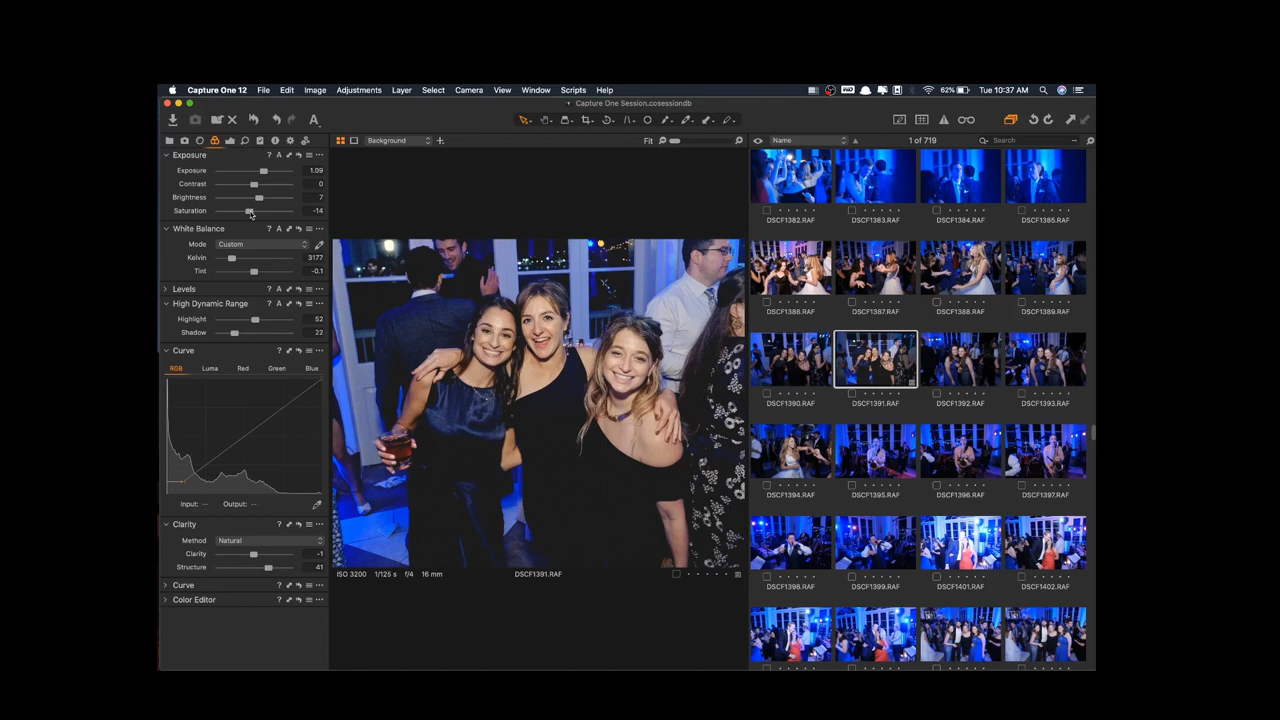 Capture One 12 File Edit Image Adjustments Layer Select Camera View Window Scripts Help 62% Tue 10:37 AM
Capture One Session.cosessiondb
Background Fit Name 1 of 719 Search
Exposure
Exposure 1.09
Contrast 0
Brightness 7
Saturation -14
White Balance
Mode Custom
Kelvin 3177
Tint -0.1
Levels
High Dynamic Range
Highlight 52
Shadow 22
Curve
RGB Luma Red Green Blue
Input: -- Output: --
Clarity
Method Natural
Clarity -1
Structure 41
Curve
Color Editor
ISO 3200 1/125 s f/4 16 mm DSCF1391.RAF
DSCF1382.RAF DSCF1383.RAF DSCF1384.RAF DSCF1385.RAF
DSCF1386.RAF DSCF1387.RAF DSCF1388.RAF DSCF1389.RAF
DSCF1390.RAF DSCF1391.RAF DSCF1392.RAF DSCF1393.RAF
DSCF1394.RAF DSCF1395.RAF DSCF1396.RAF DSCF1397.RAF
DSCF1398.RAF DSCF1399.RAF DSCF1401.RAF DSCF1402.RAF